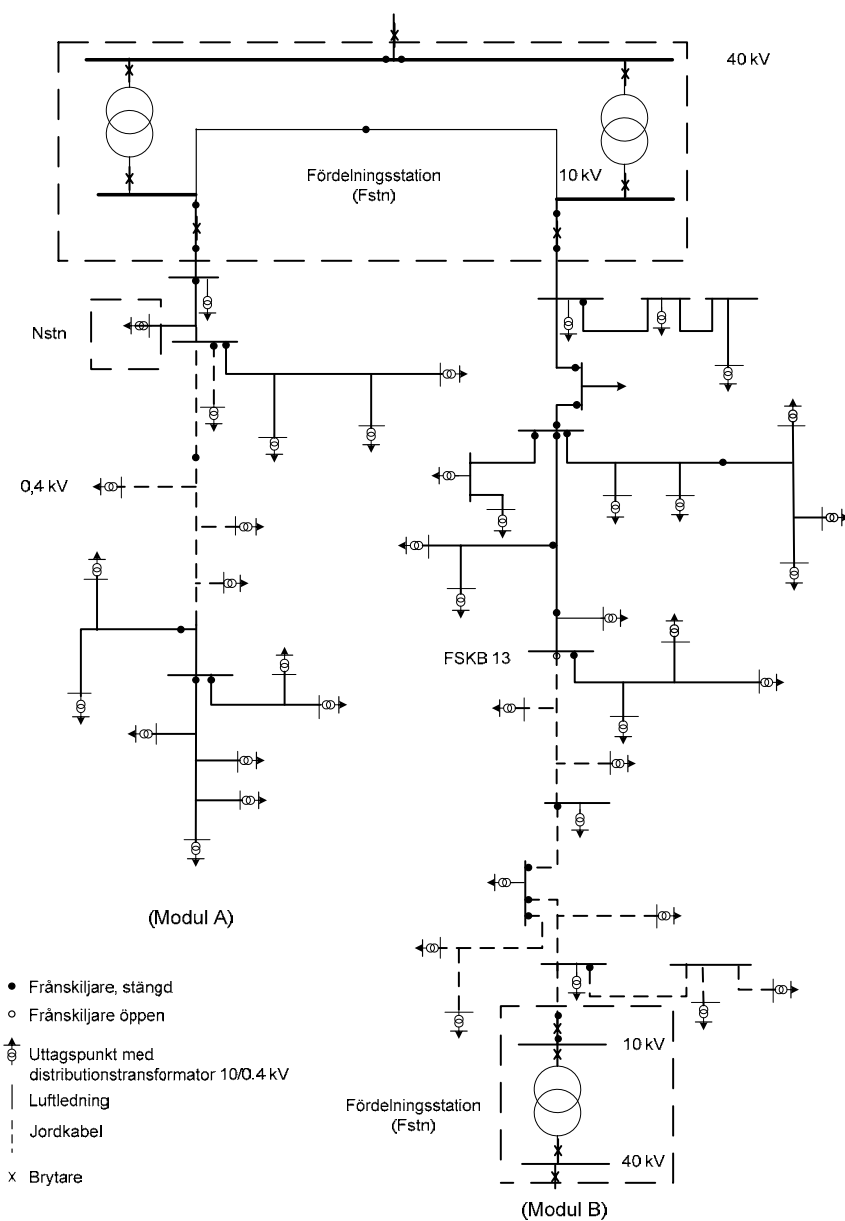 40 kV
Fördelningsstation
(Fstn)
10 kV
Nstn
0,4 kV
FSKB 13
(Modul A)
Frånskiljare, stängd
Frånskiljare öppen
Uttagspunkt med
distributionstransformator 10/0.4 kV
Luftledning
Jordkabel
Brytare
10 kV
Fördelningsstation
(Fstn)
40 kV
(Modul B)